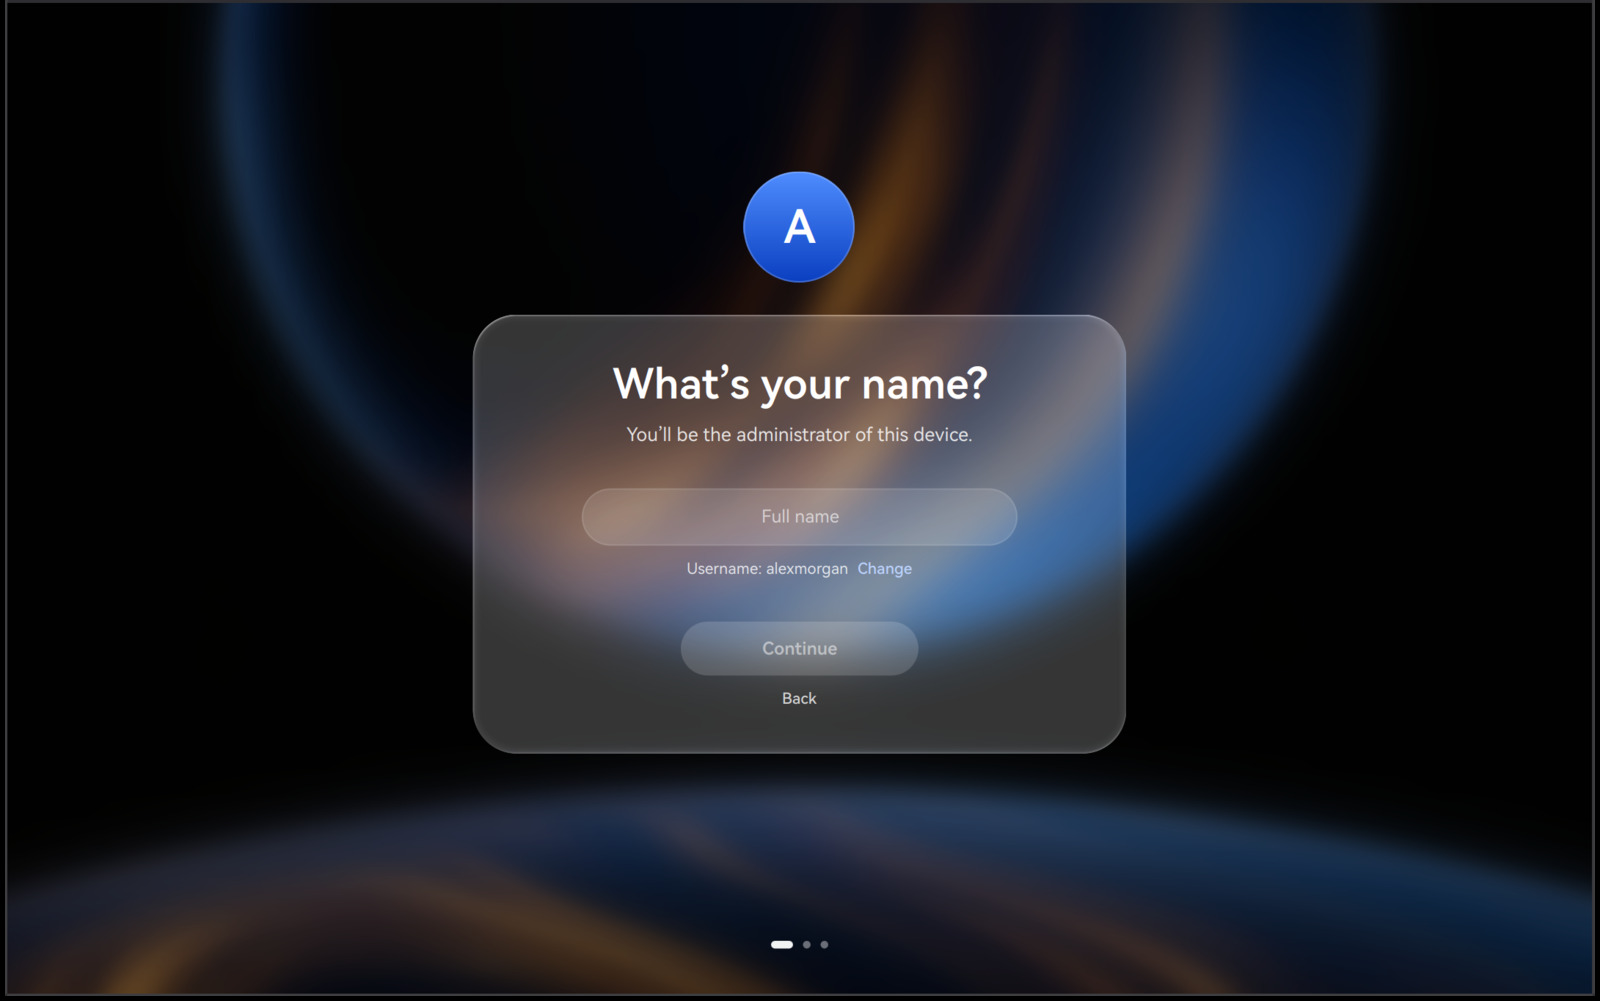 A
What’s your name?
You’ll be the administrator of this device.
Full name
Username: alexmorgan Change
Continue
Back